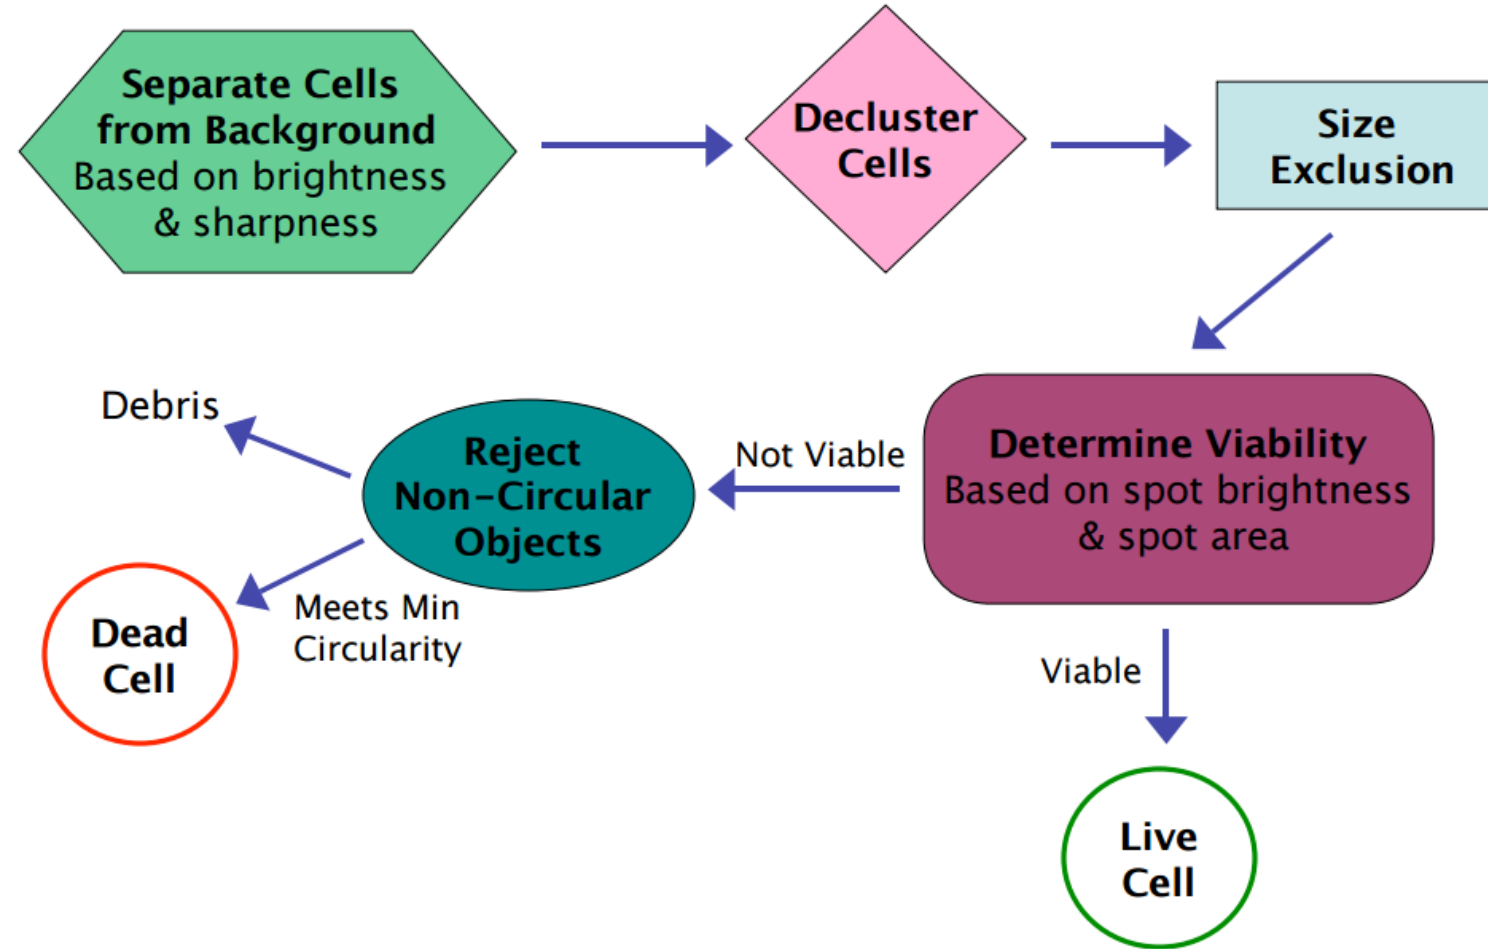 Separate Cells
from Background
Based on brightness
& sharpness
Decluster
Cells
Size
Exclusion
Debris
Reject
Non-Circular
Objects
Not Viable
Determine Viability
Based on spot brightness
& spot area
Meets Min
Circularity
Dead
Cell
Viable
Live
Cell